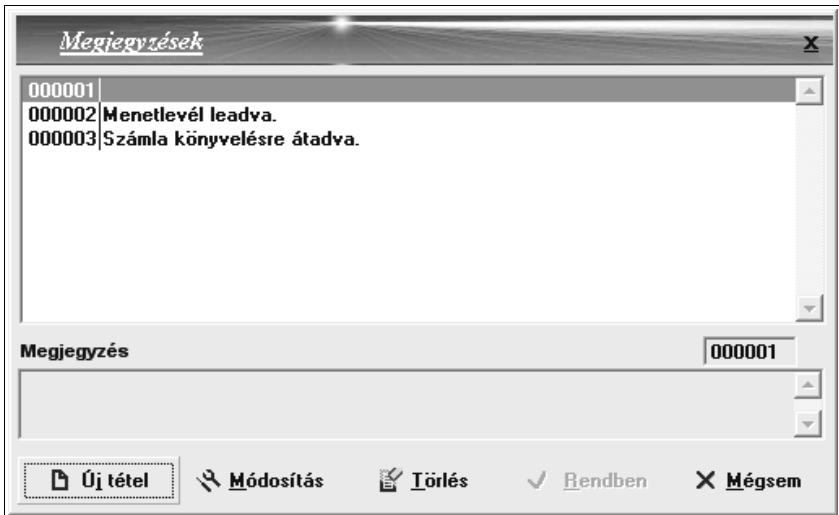 Megjegyzések x
000001
000002 Menetlevél leadva.
000003 Számla könyvelésre átadva.
Megjegyzés 000001
Új tétel Módosítás Törlés Rendben Mégsem